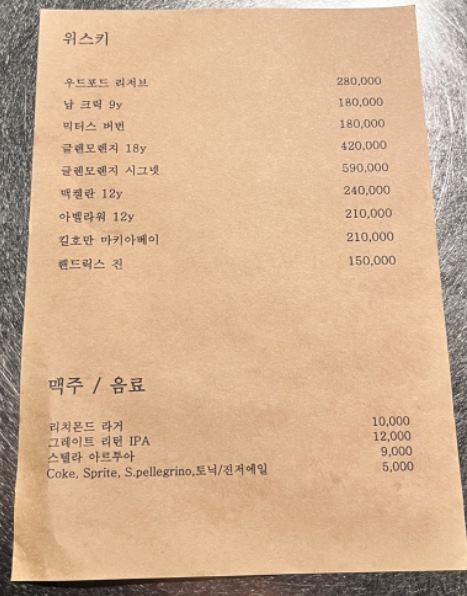 위스키
우드포드 리저브 280,000
납 크릭 9y 180,000
믹터스 버번 180,000
글렌모렌지 18y 420,000
글렌모렌지 시그넷 590,000
맥켈란 12y 240,000
아벨라워 12y 210,000
킬호만 마키아베이 210,000
핸드릭스 진 150,000
맥주 / 음료
리치몬드 라거 10,000
그레이트 리턴 IPA 12,000
스텔라 아르투아 9,000
Coke, Sprite, S.pellegrino,토닉/진저에일 5,000